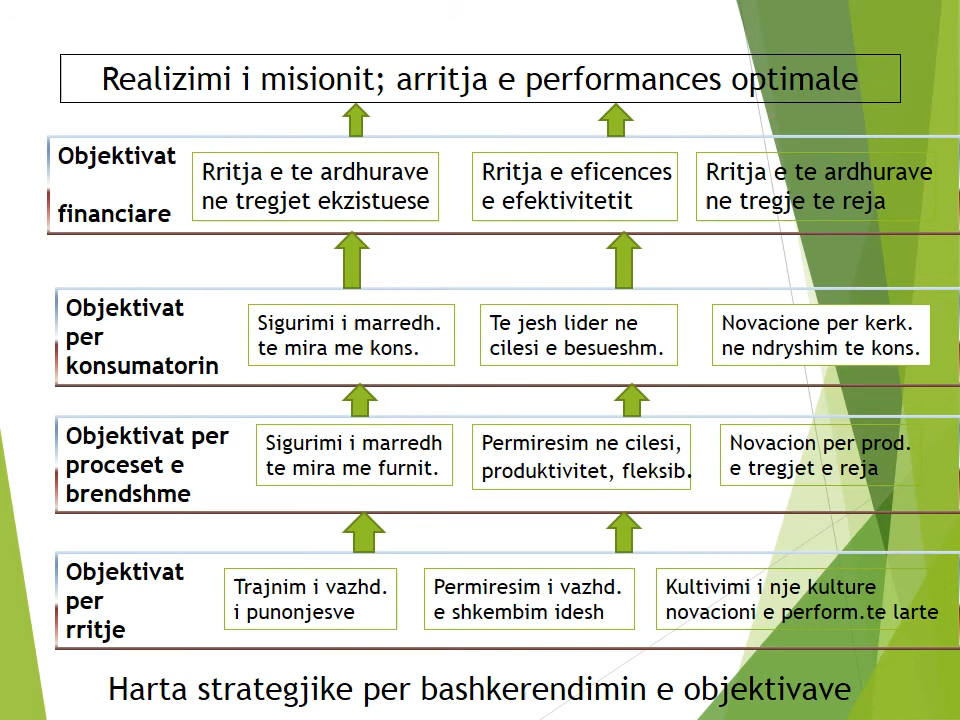 Realizimi i misionit; arritja e performances optimale
Objektivat
financiare
Rritja e te ardhurave
ne tregjet ekzistuese
Rritja e eficences
e efektivitetit
Rritja e te ardhurave
ne tregje te reja
Objektivat
per
konsumatorin
Sigurimi i marredh.
te mira me kons.
Te jesh lider ne
cilesi e besueshm.
Novacione per kerk.
ne ndryshim te kons.
Objektivat per
proceset e
brendshme
Sigurimi i marredh
te mira me furnit.
Permiresim ne cilesi,
produktivitet, fleksib.
Novacion per prod.
e tregjet e reja
Objektivat
per
rritje
Trajnim i vazhd.
i punonjesve
Permiresim i vazhd.
e shkembim idesh
Kultivimi i nje kulture
novacioni e perform.te larte
Harta strategjike per bashkerendimin e objektivave